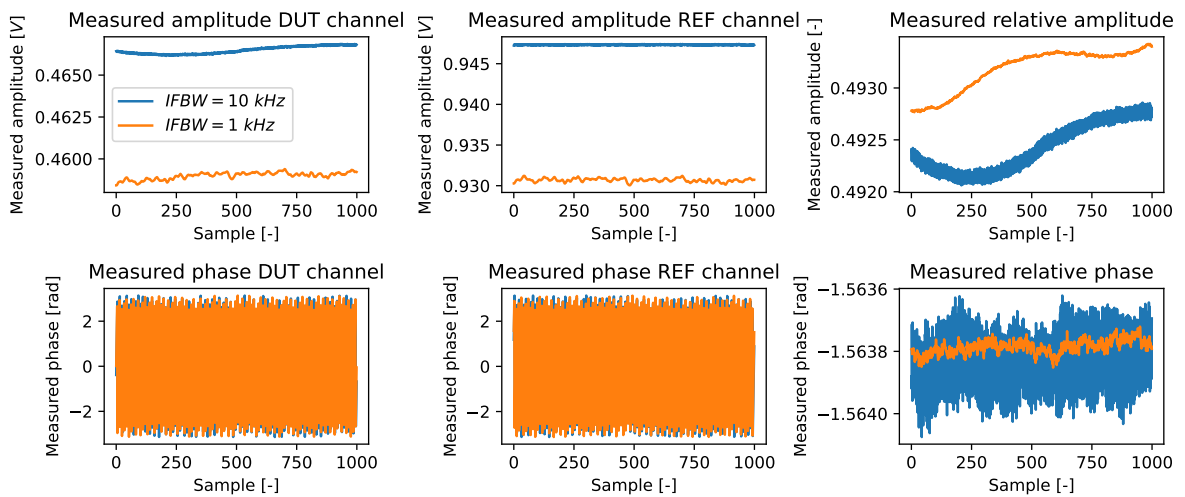 Measured amplitude DUT channel
Measured amplitude [V]
0.4650
0.4625
0.4600
IFBW = 10 kHz
IFBW = 1 kHz
0 250 500 750 1000
Sample [-]
Measured amplitude REF channel
Measured amplitude [V]
0.945
0.940
0.935
0.930
0 250 500 750 1000
Sample [-]
Measured relative amplitude
Measured amplitude [-]
0.4930
0.4925
0.4920
0 250 500 750 1000
Sample [-]
Measured phase DUT channel
Measured phase [rad]
2
0
−2
0 250 500 750 1000
Sample [-]
Measured phase REF channel
Measured phase [rad]
2
0
−2
0 250 500 750 1000
Sample [-]
Measured relative phase
Measured phase [rad]
−1.5636
−1.5638
−1.5640
0 250 500 750 1000
Sample [-]